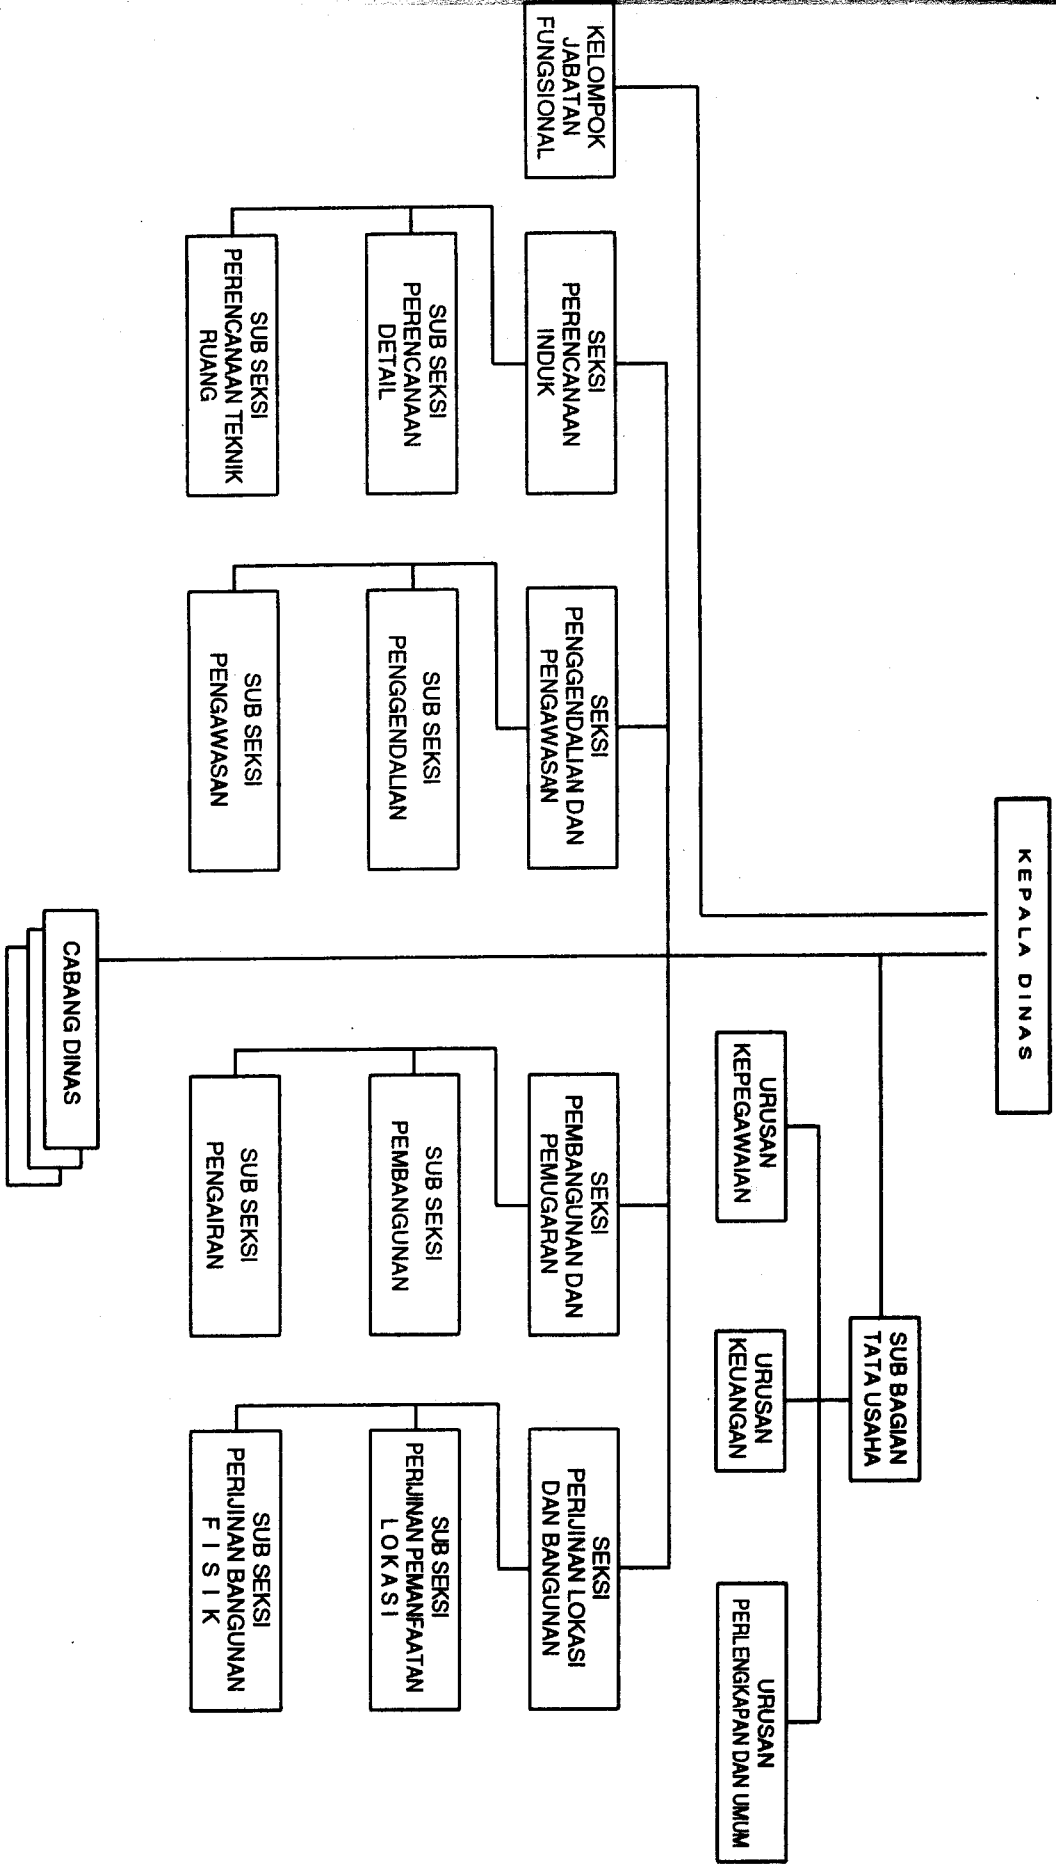 KEPALA DINAS
SUB BAGIAN
TATA USAHA
URUSAN
KEPEGAWAIAN
URUSAN
KEUANGAN
URUSAN
PERLENGKAPAN DAN UMUM
KELOMPOK
JABATAN
FUNGSIONAL
SEKSI
PERENCANAAN
INDUK
SEKSI
PENGGENDALIAN DAN
PENGAWASAN
SEKSI
PEMBANGUNAN DAN
PEMUGARAN
SEKSI
PERIJINAN LOKASI
DAN BANGUNAN
SUB SEKSI
PERENCANAAN
DETAIL
SUB SEKSI
PENGGENDALIAN
SUB SEKSI
PEMBANGUNAN
SUB SEKSI
PERIJINAN PEMANFAATAN
LOKASI
SUB SEKSI
PERENCANAAN TEKNIK
RUANG
SUB SEKSI
PENGAWASAN
SUB SEKSI
PENGAIRAN
SUB SEKSI
PERIJINAN BANGUNAN
FISIK
CABANG DINAS